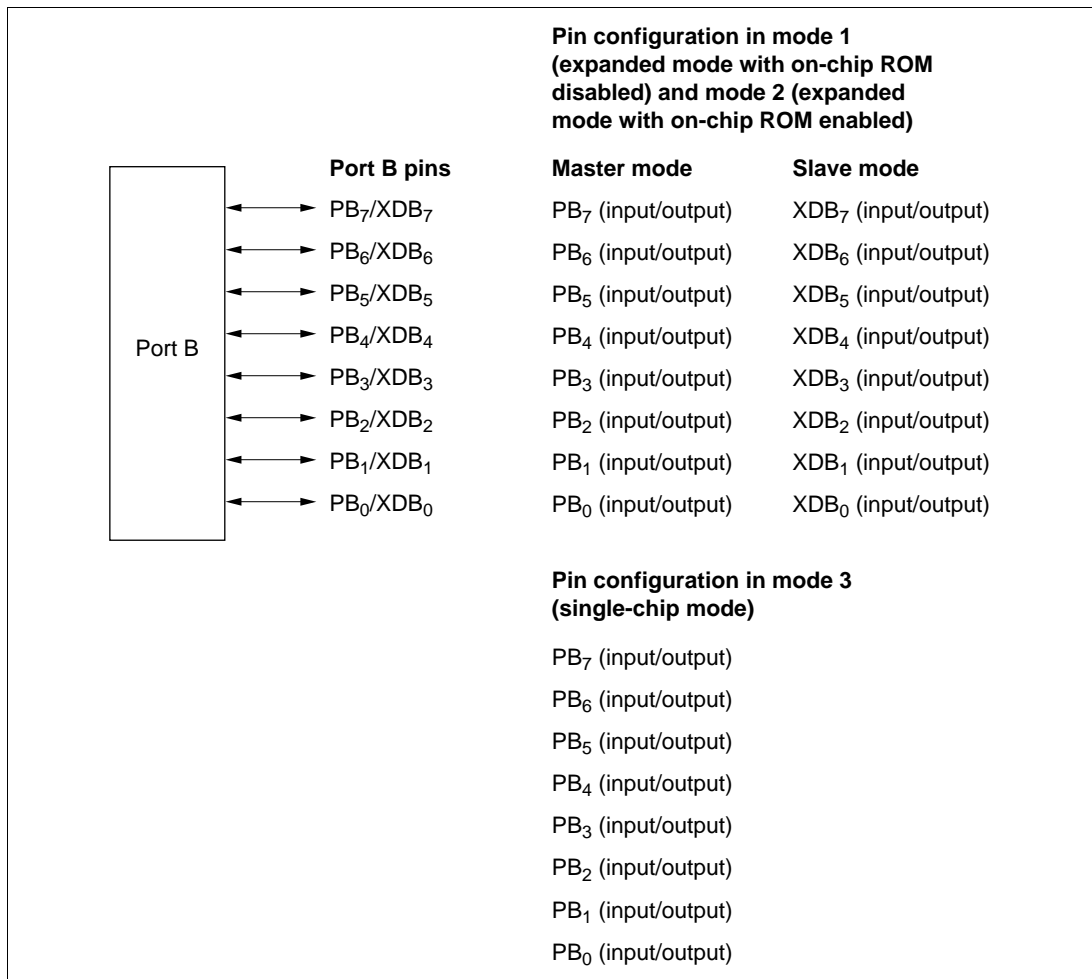 Pin configuration in mode 1
(expanded mode with on-chip ROM
disabled) and mode 2 (expanded
mode with on-chip ROM enabled)
Port B pins Master mode Slave mode
PB7/XDB7 PB7 (input/output) XDB7 (input/output)
PB6/XDB6 PB6 (input/output) XDB6 (input/output)
PB5/XDB5 PB5 (input/output) XDB5 (input/output)
Port B PB4/XDB4 PB4 (input/output) XDB4 (input/output)
PB3/XDB3 PB3 (input/output) XDB3 (input/output)
PB2/XDB2 PB2 (input/output) XDB2 (input/output)
PB1/XDB1 PB1 (input/output) XDB1 (input/output)
PB0/XDB0 PB0 (input/output) XDB0 (input/output)
Pin configuration in mode 3
(single-chip mode)
PB7 (input/output)
PB6 (input/output)
PB5 (input/output)
PB4 (input/output)
PB3 (input/output)
PB2 (input/output)
PB1 (input/output)
PB0 (input/output)